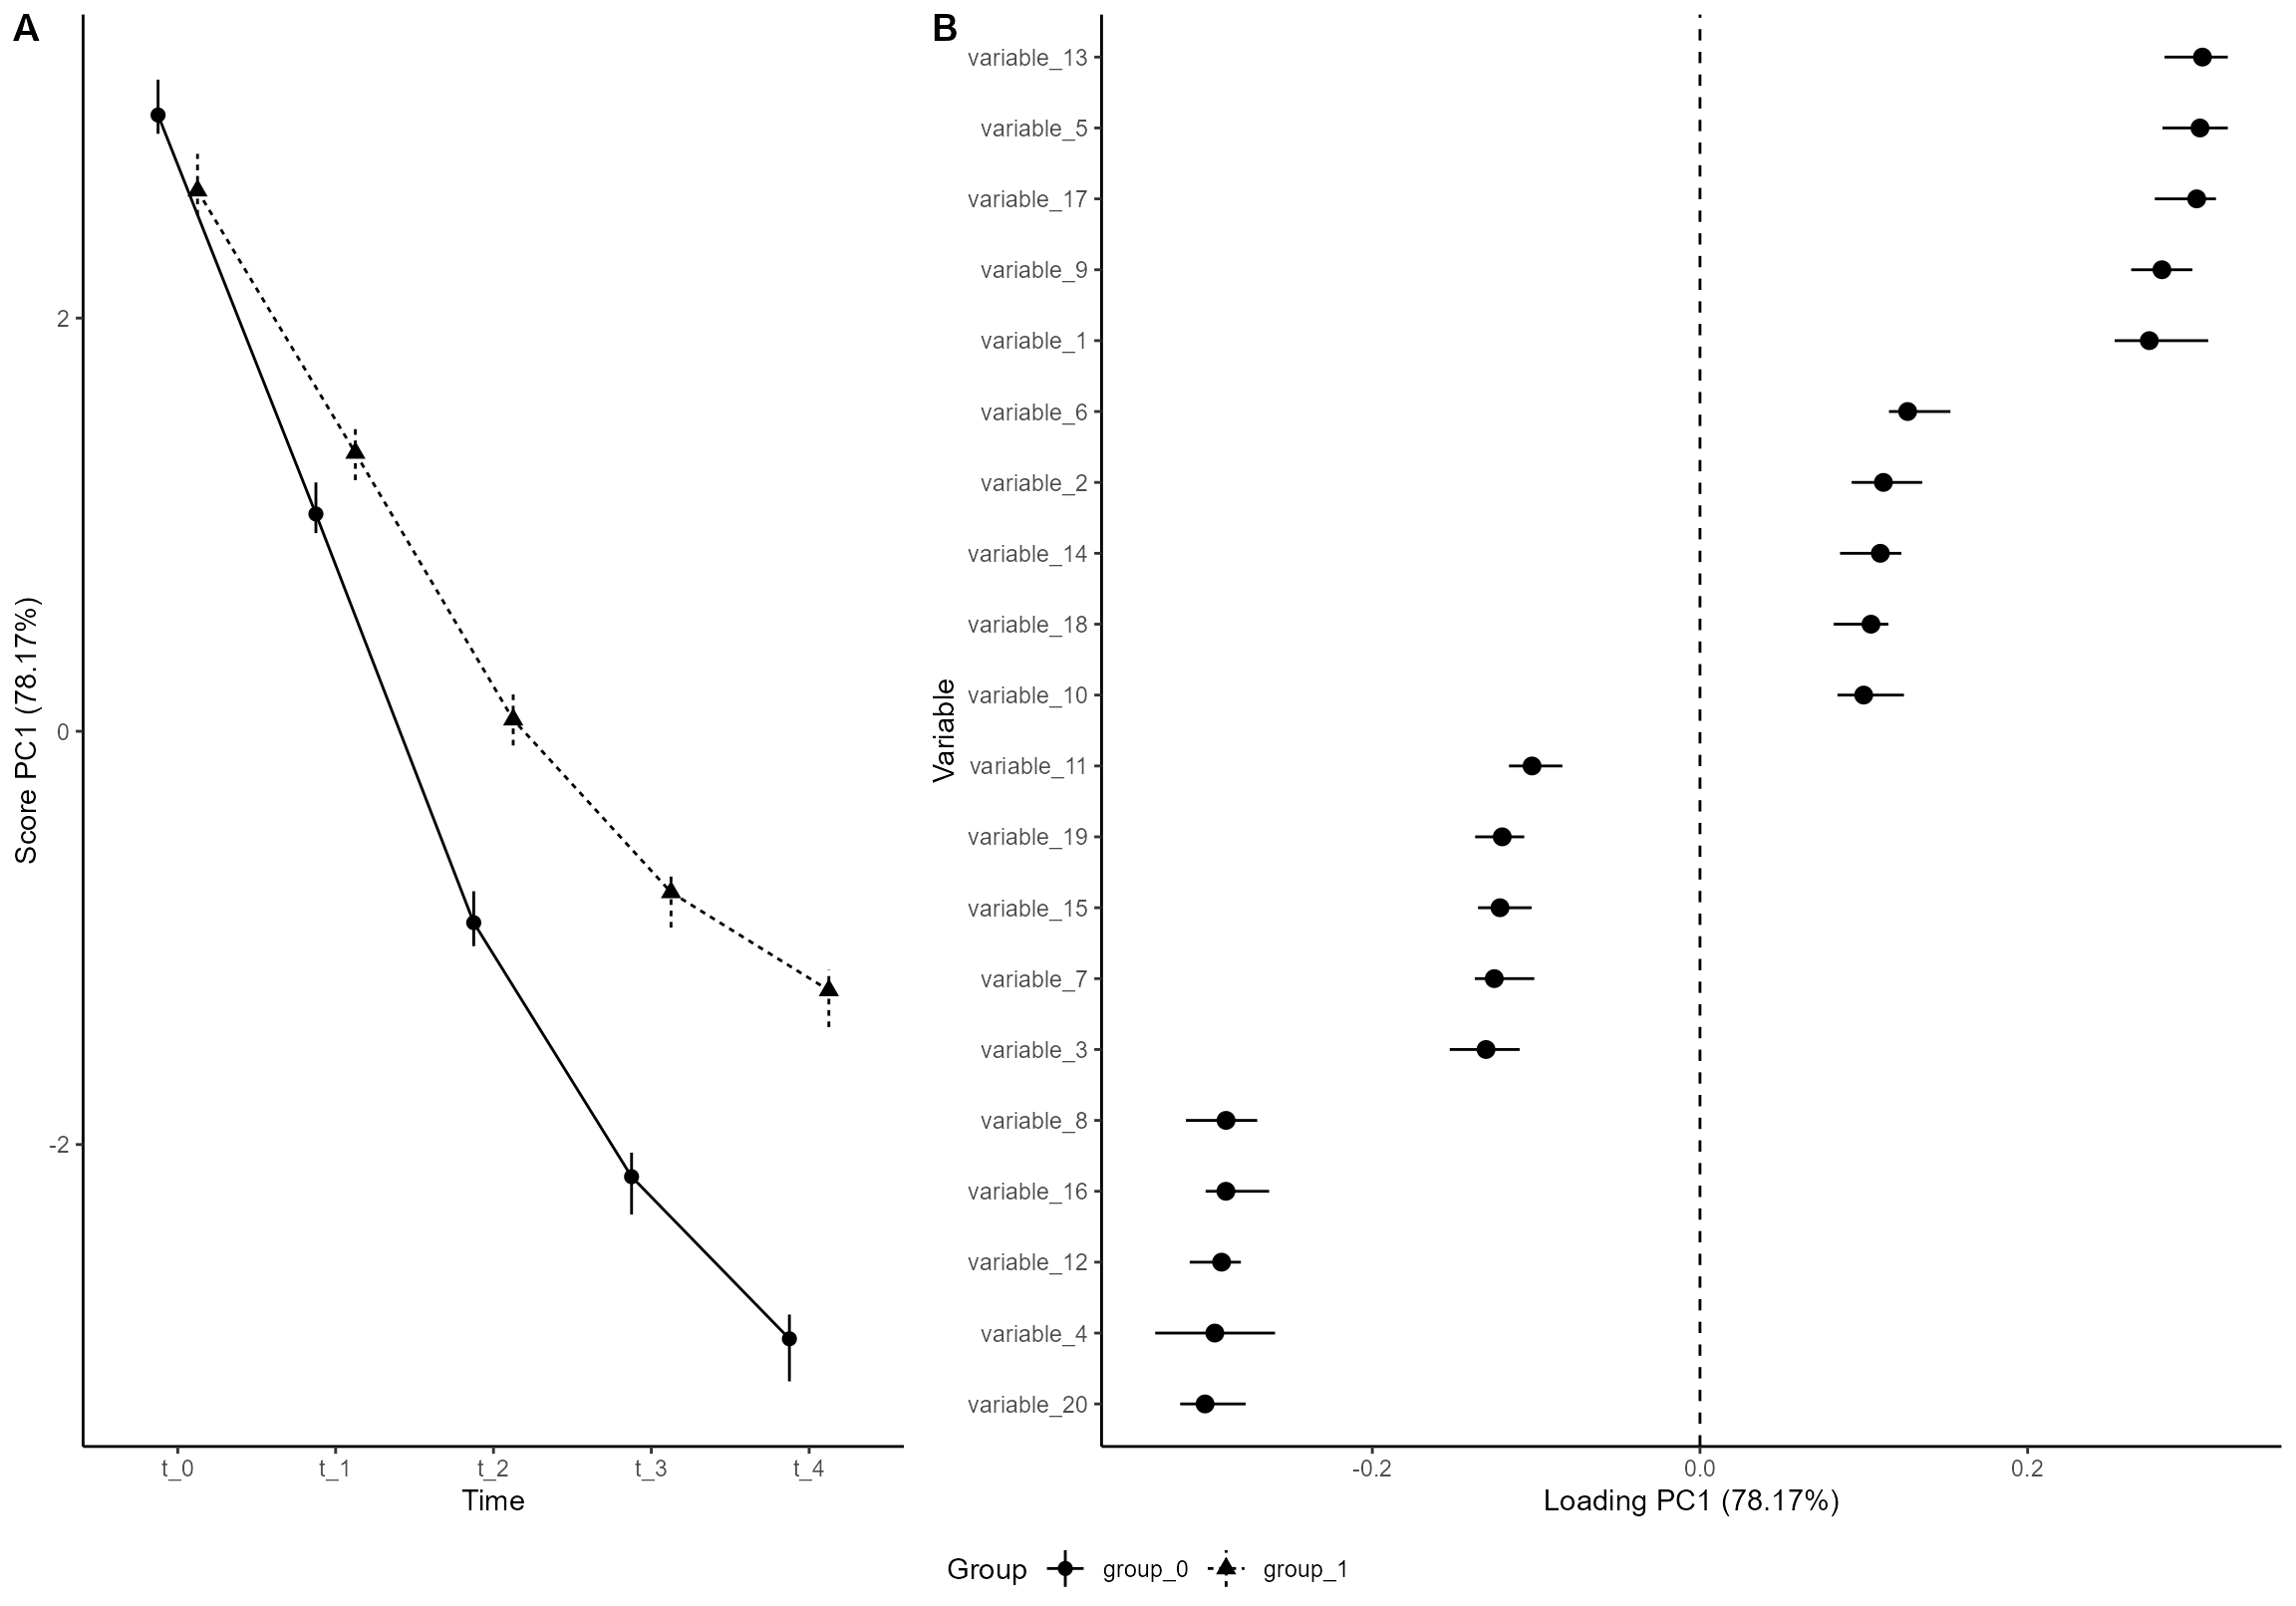 A
Score PC1 (78.17%)
2
0
-2
t_0
t_1
t_2
t_3
t_4
Time
B
Variable
variable_13
variable_5
variable_17
variable_9
variable_1
variable_6
variable_2
variable_14
variable_18
variable_10
variable_11
variable_19
variable_15
variable_7
variable_3
variable_8
variable_16
variable_12
variable_4
variable_20
-0.2
0.0
0.2
Loading PC1 (78.17%)
Group
group_0
group_1